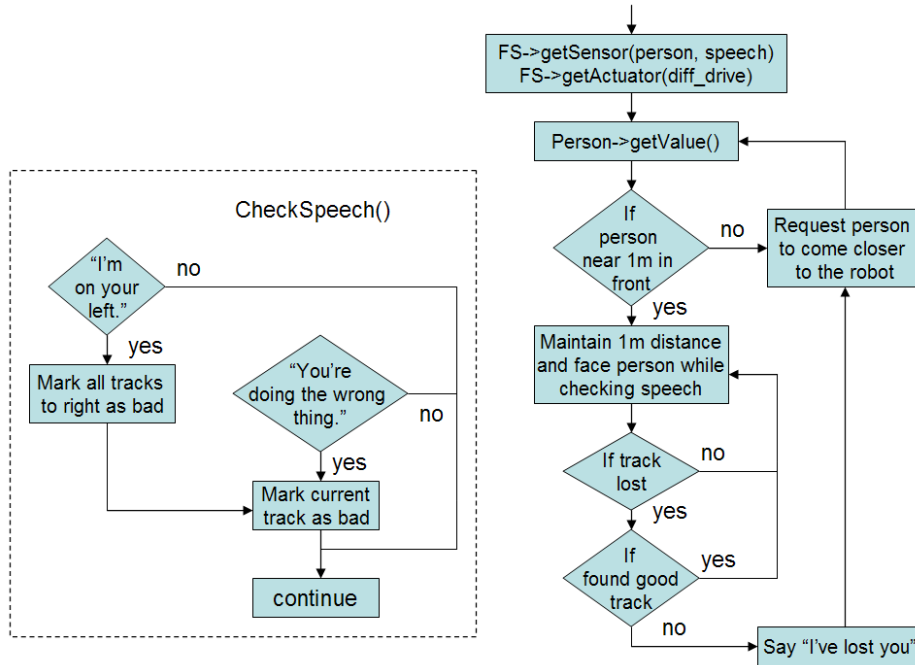 FS->getSensor(person, speech)
FS->getActuator(diff_drive)
Person->getValue()
If
person
near 1m in
front
no
Request person
to come closer
to the robot
yes
Maintain 1m distance
and face person while
checking speech
If track
lost
no
yes
If
found good
track
yes
no
Say “I’ve lost you”
CheckSpeech()
“I’m
on your
left.”
no
yes
Mark all tracks
to right as bad
“You’re
doing the wrong
thing.”
no
yes
Mark current
track as bad
continue